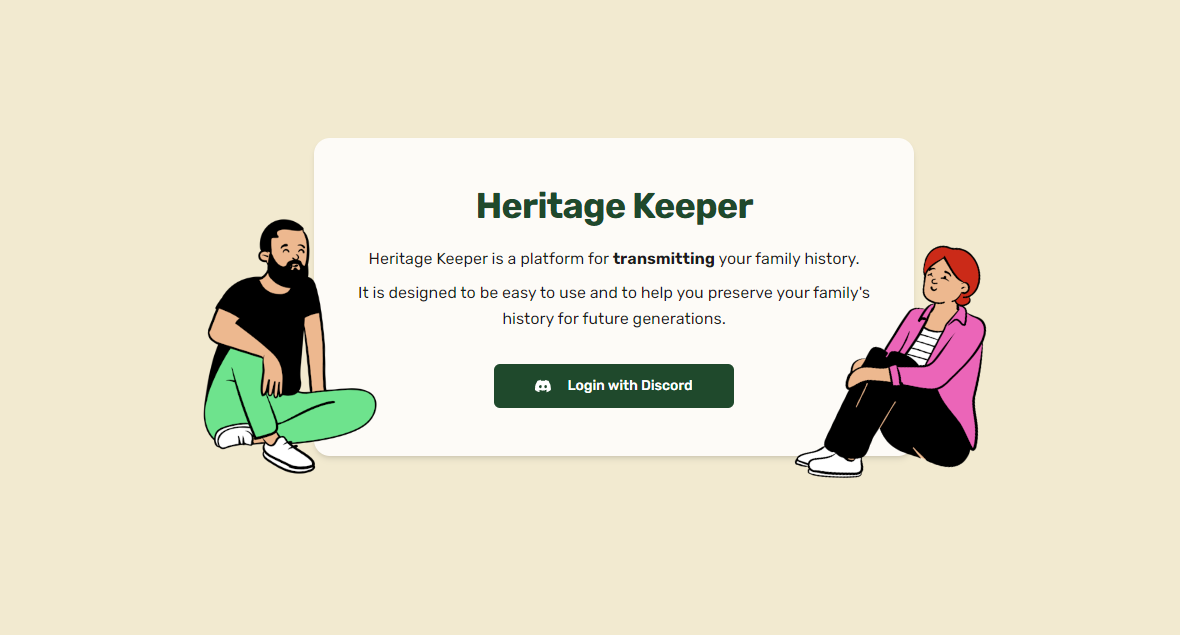 Heritage Keeper
Heritage Keeper is a platform for transmitting your family history.
It is designed to be easy to use and to help you preserve your family's
history for future generations.
Login with Discord